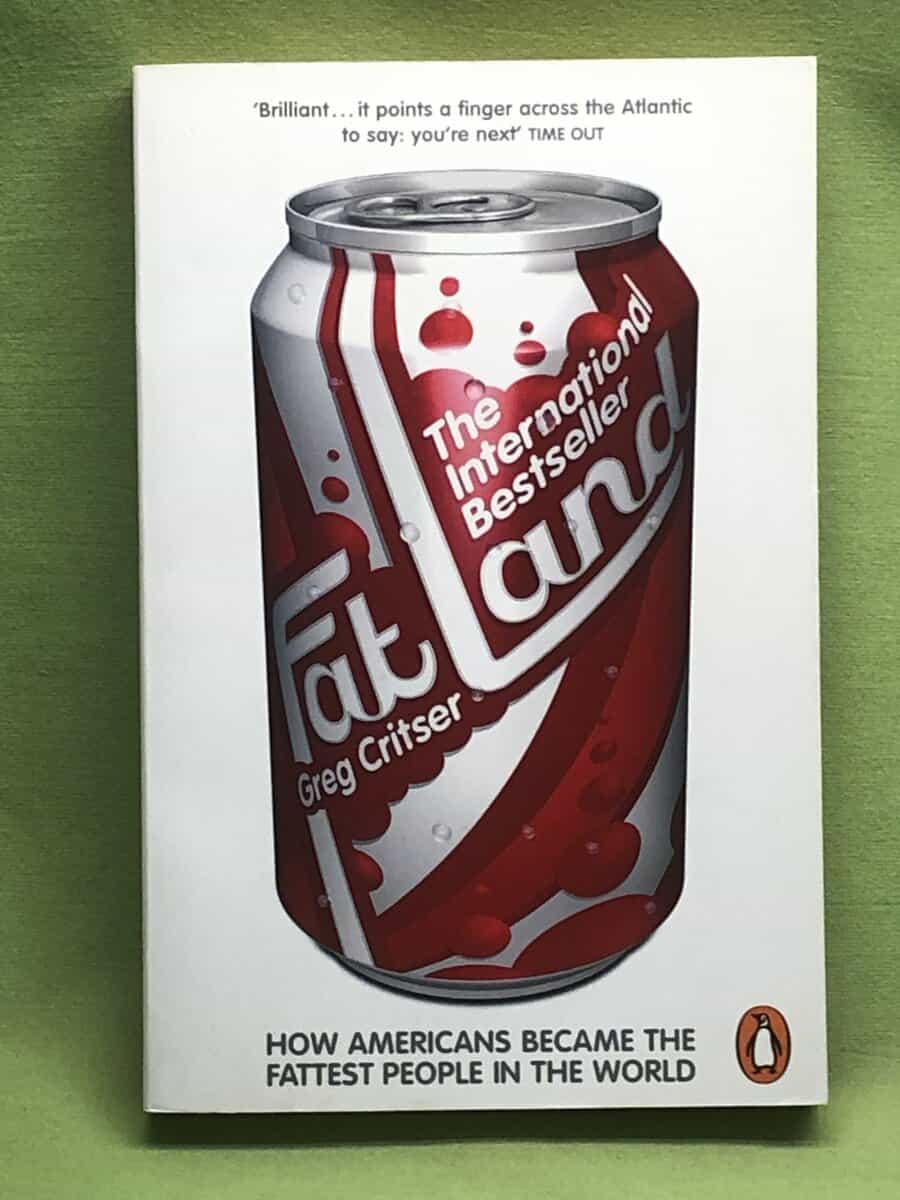 ‘Brilliant... it points a finger across the Atlantic
to say: you’re next’ TIME OUT
The
International
Bestseller
Fat Land
Greg Critser
HOW AMERICANS BECAME THE
FATTEST PEOPLE IN THE WORLD